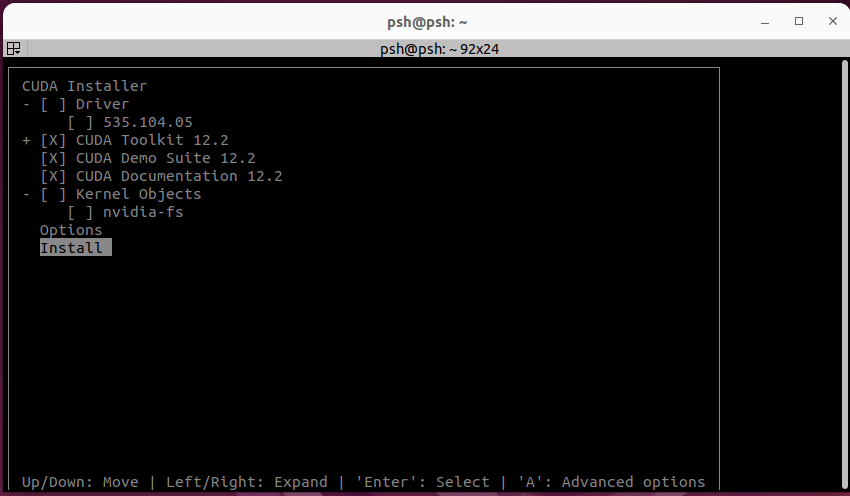 psh@psh: ~
psh@psh: ~ 92x24
CUDA Installer
- [ ] Driver
[ ] 535.104.05
+ [X] CUDA Toolkit 12.2
[X] CUDA Demo Suite 12.2
[X] CUDA Documentation 12.2
- [ ] Kernel Objects
[ ] nvidia-fs
Options
Install
Up/Down: Move | Left/Right: Expand | 'Enter': Select | 'A': Advanced options